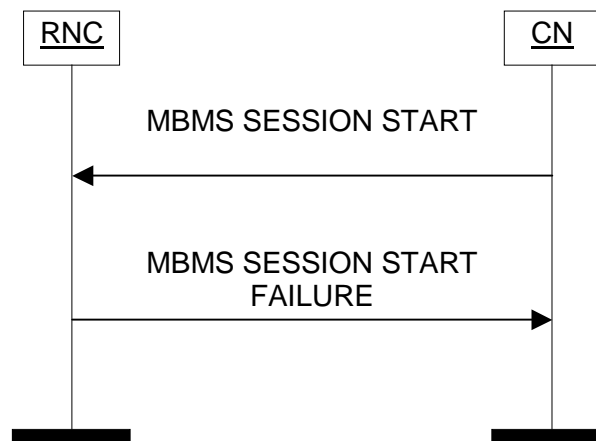 RNC
CN
MBMS SESSION START
MBMS SESSION START
FAILURE